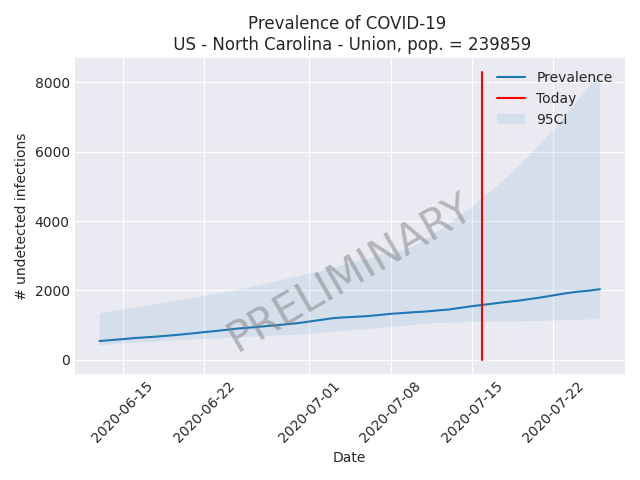 Prevalence of COVID-19
US - North Carolina - Union, pop. = 239859
Prevalence
Today
95CI
PRELIMINARY
# undetected infections
8000
6000
4000
2000
0
2020-06-15
2020-06-22
2020-07-01
2020-07-08
2020-07-15
2020-07-22
Date